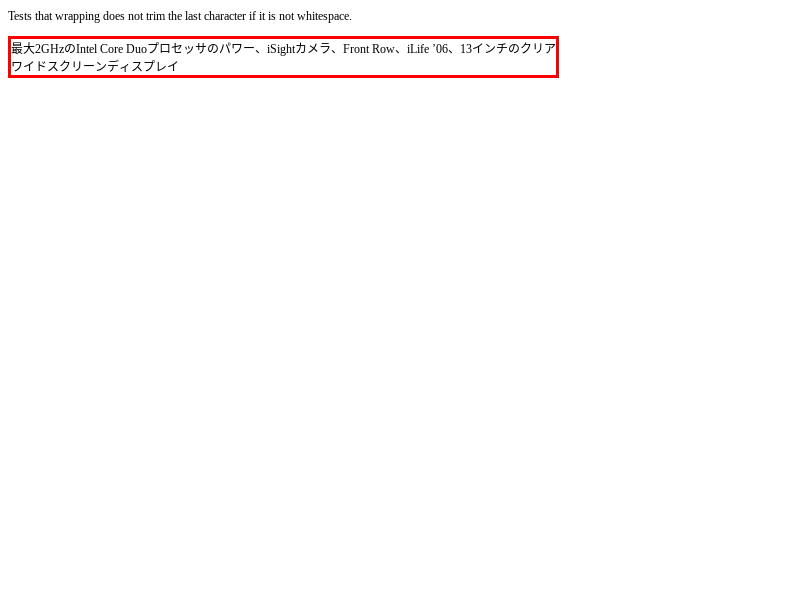 Tests that wrapping does not trim the last character if it is not whitespace.
最大2GHzのIntel Core Duoプロセッサのパワー、iSightカメラ、Front Row、iLife ’06、13インチのクリア
ワイドスクリーンディスプレイ